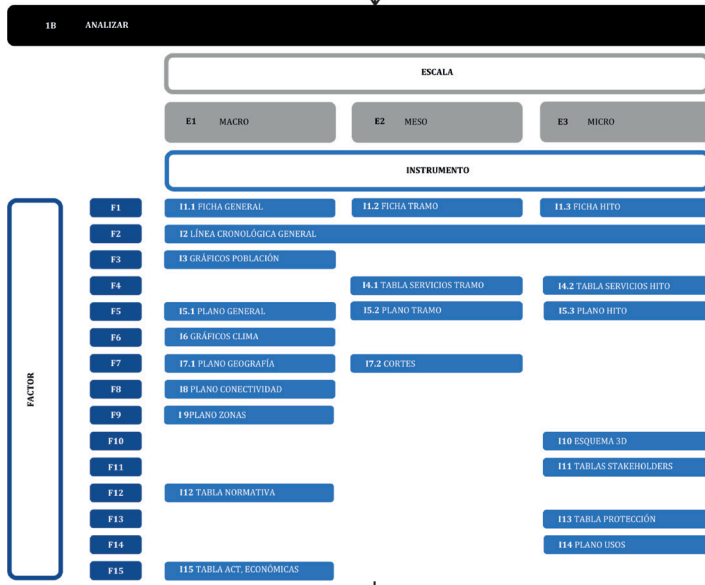 1B ANALIZAR
ESCALA
E1 MACRO E2 MESO E3 MICRO
INSTRUMENTO
FACTOR
F1 I1.1 FICHA GENERAL I1.2 FICHA TRAMO I1.3 FICHA HITO
F2 I2 LÍNEA CRONOLÓGICA GENERAL
F3 I3 GRÁFICOS POBLACIÓN
F4 I4.1 TABLA SERVICIOS TRAMO I4.2 TABLA SERVICIOS HITO
F5 I5.1 PLANO GENERAL I5.2 PLANO TRAMO I5.3 PLANO HITO
F6 I6 GRÁFICOS CLIMA
F7 I7.1 PLANO GEOGRAFÍA I7.2 CORTES
F8 I8 PLANO CONECTIVIDAD
F9 I 9PLANO ZONAS
F10 I10 ESQUEMA 3D
F11 I11 TABLAS STAKEHOLDERS
F12 I12 TABLA NORMATIVA
F13 I13 TABLA PROTECCIÓN
F14 I14 PLANO USOS
F15 I15 TABLA ACT, ECONÓMICAS